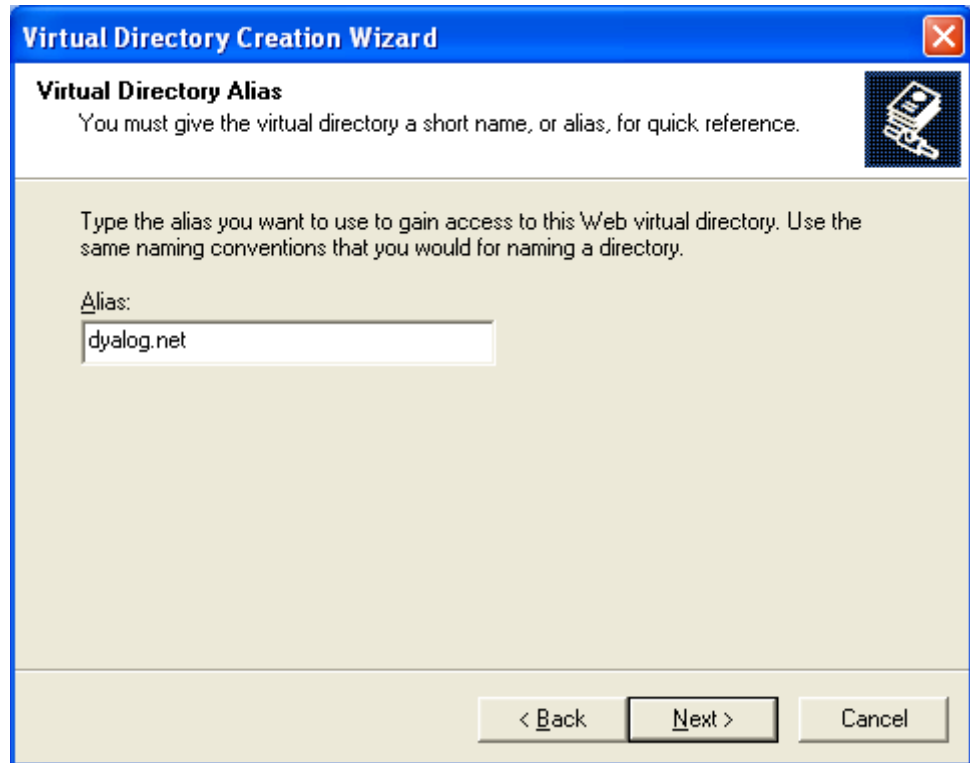 Virtual Directory Creation Wizard
Virtual Directory Alias
You must give the virtual directory a short name, or alias, for quick reference.
Type the alias you want to use to gain access to this Web virtual directory. Use the
same naming conventions that you would for naming a directory.
Alias:
dyalog.net
< Back
Next >
Cancel